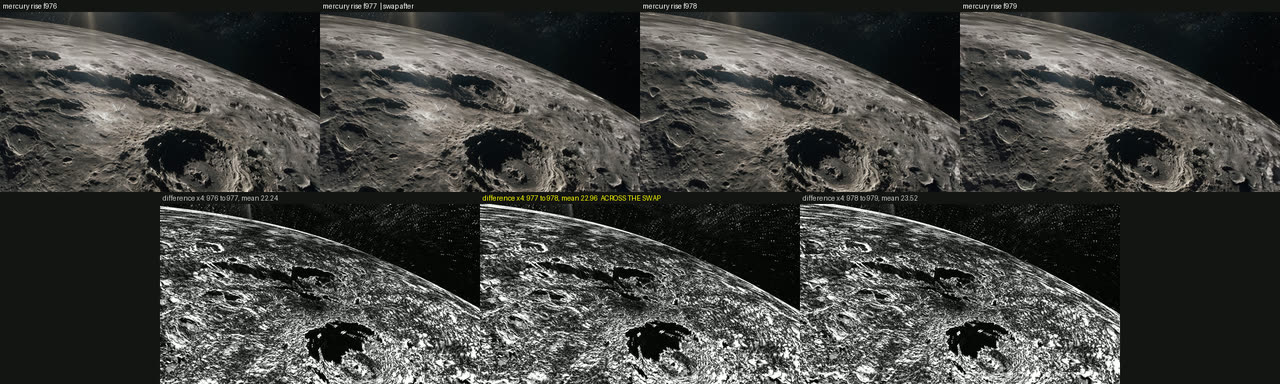 mercury rise f976
mercury rise f977 | swap after
mercury rise f978
mercury rise f979
difference x4 976 to 977, mean 22.24
difference x4 977 to 978, mean 22.96 ACROSS THE SWAP
difference x4 978 to 979, mean 23.52